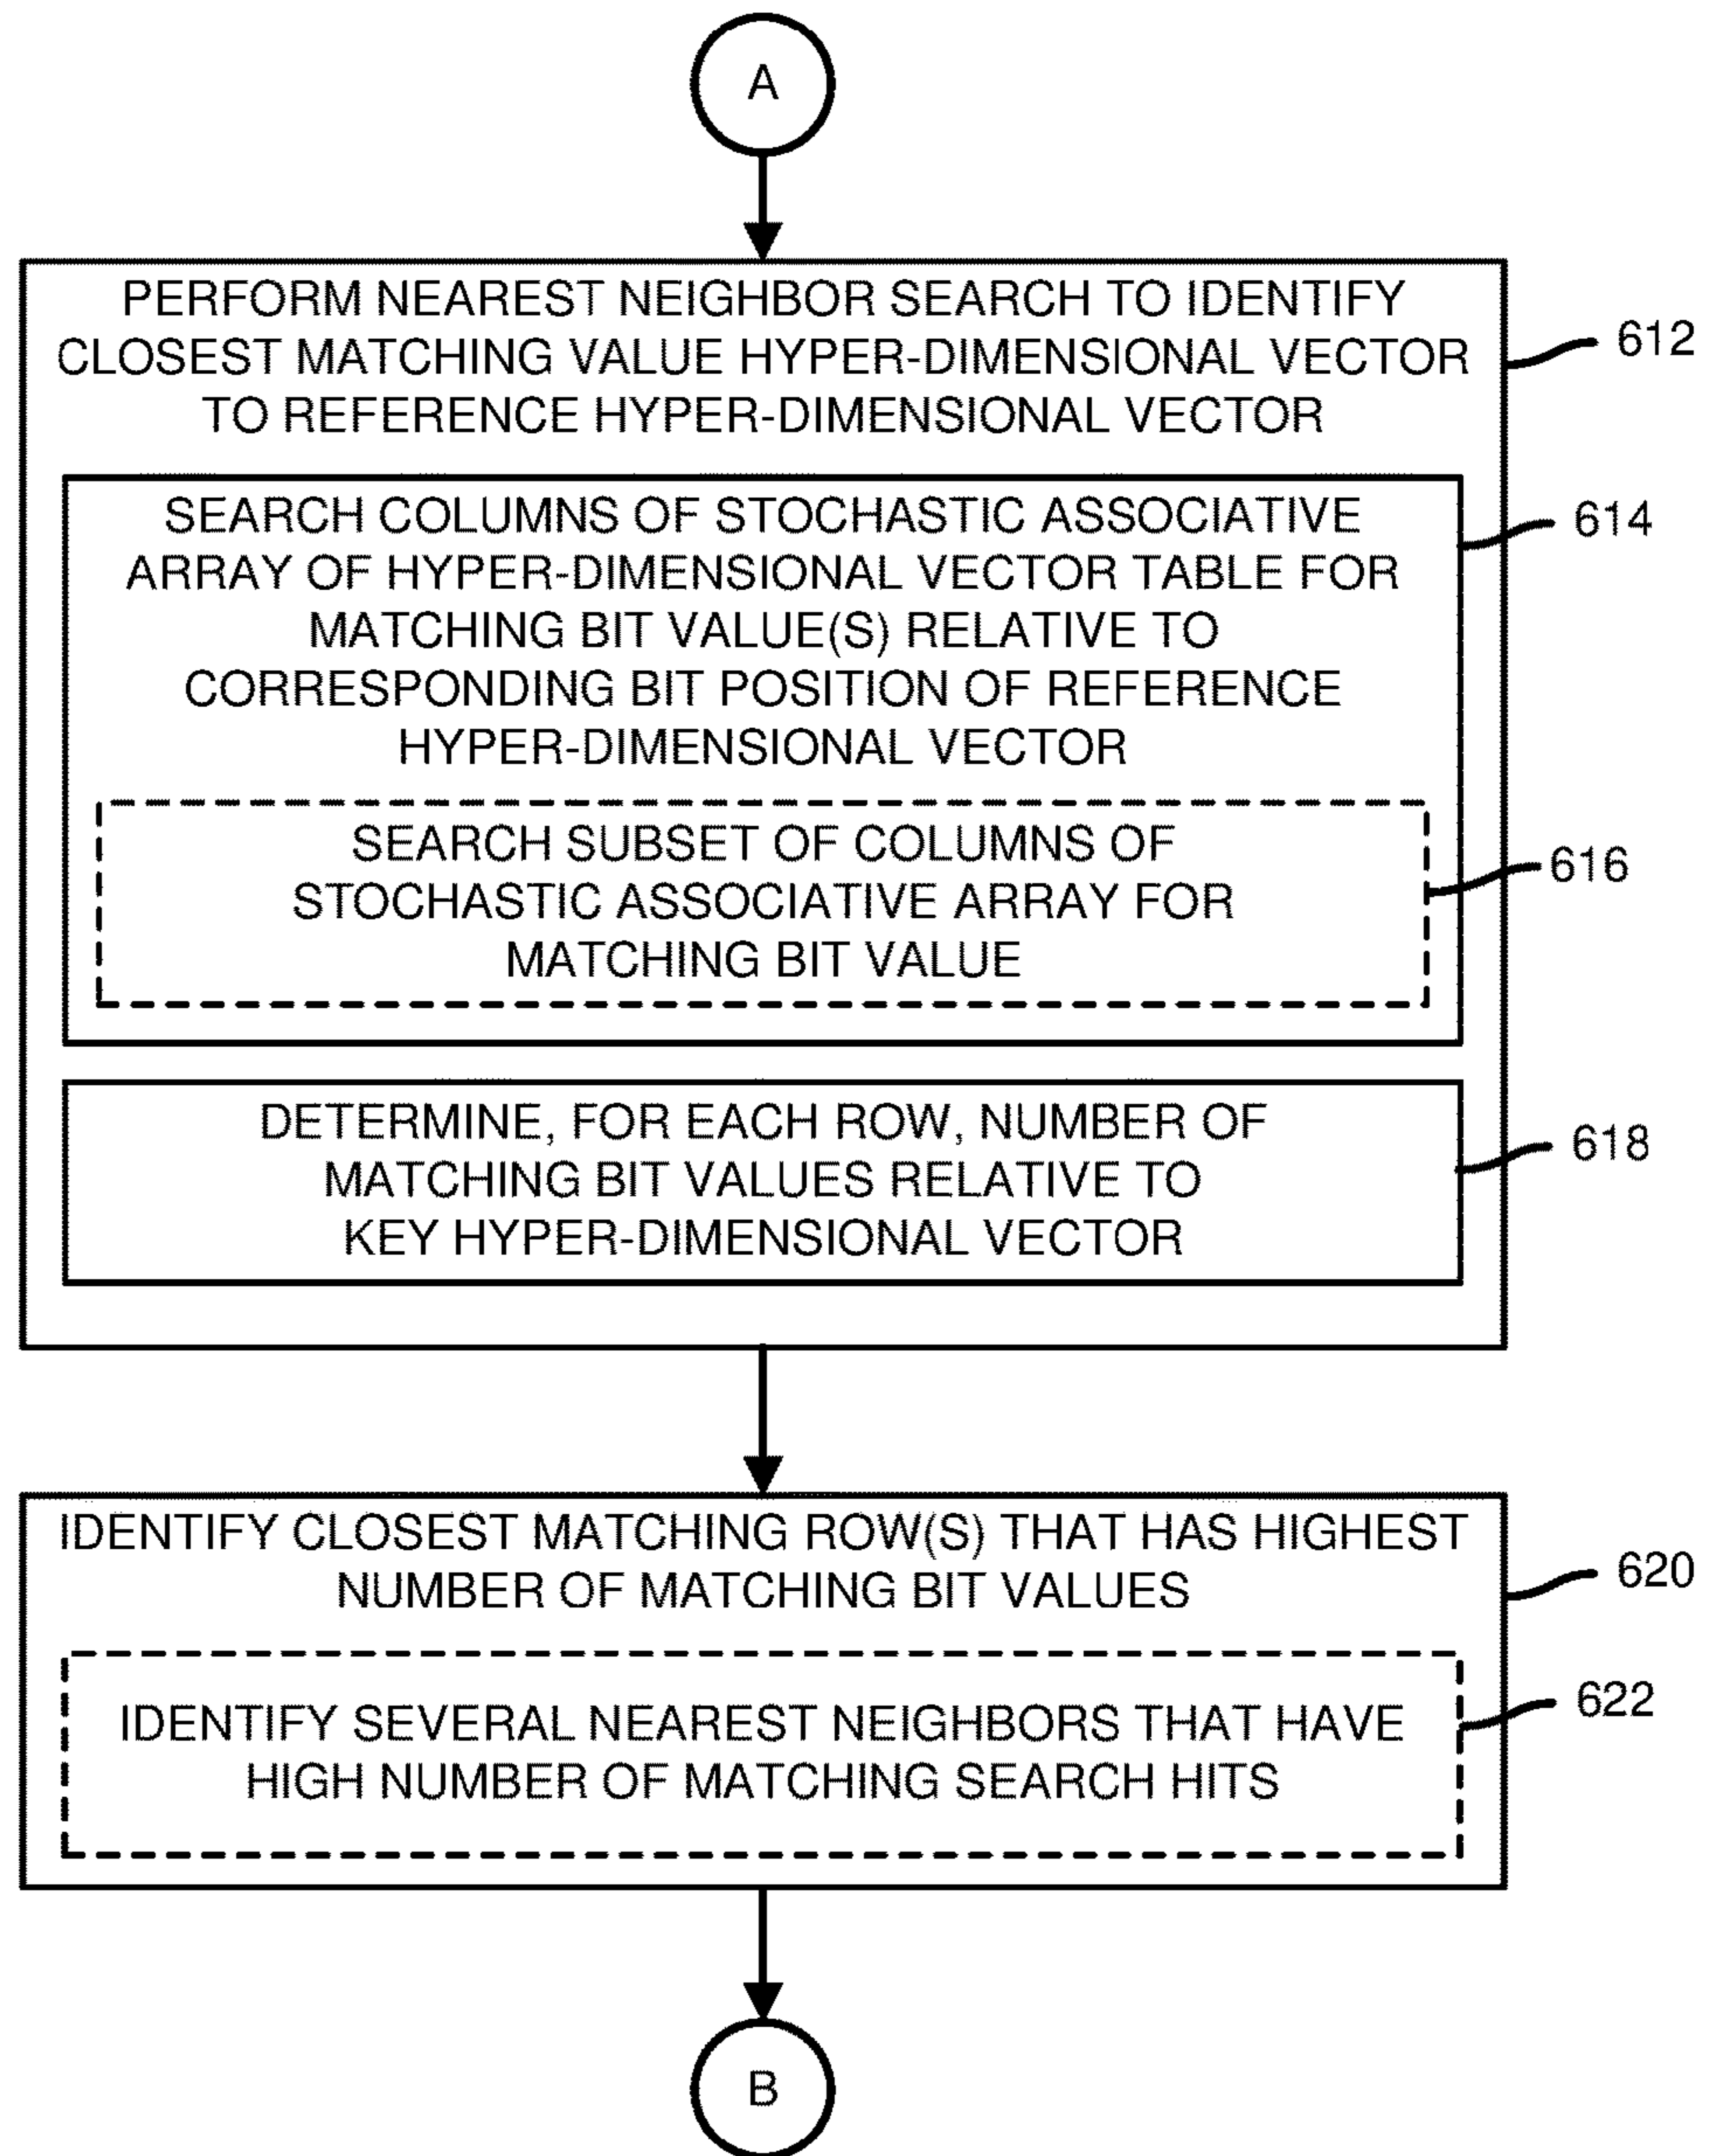 A
PERFORM NEAREST NEIGHBOR SEARCH TO IDENTIFY
CLOSEST MATCHING VALUE HYPER-DIMENSIONAL VECTOR
TO REFERENCE HYPER-DIMENSIONAL VECTOR
612
SEARCH COLUMNS OF STOCHASTIC ASSOCIATIVE
ARRAY OF HYPER-DIMENSIONAL VECTOR TABLE FOR
MATCHING BIT VALUE(S) RELATIVE TO
CORRESPONDING BIT POSITION OF REFERENCE
HYPER-DIMENSIONAL VECTOR
614
SEARCH SUBSET OF COLUMNS OF
STOCHASTIC ASSOCIATIVE ARRAY FOR
MATCHING BIT VALUE
616
DETERMINE, FOR EACH ROW, NUMBER OF
MATCHING BIT VALUES RELATIVE TO
KEY HYPER-DIMENSIONAL VECTOR
618
IDENTIFY CLOSEST MATCHING ROW(S) THAT HAS HIGHEST
NUMBER OF MATCHING BIT VALUES
620
IDENTIFY SEVERAL NEAREST NEIGHBORS THAT HAVE
HIGH NUMBER OF MATCHING SEARCH HITS
622
B